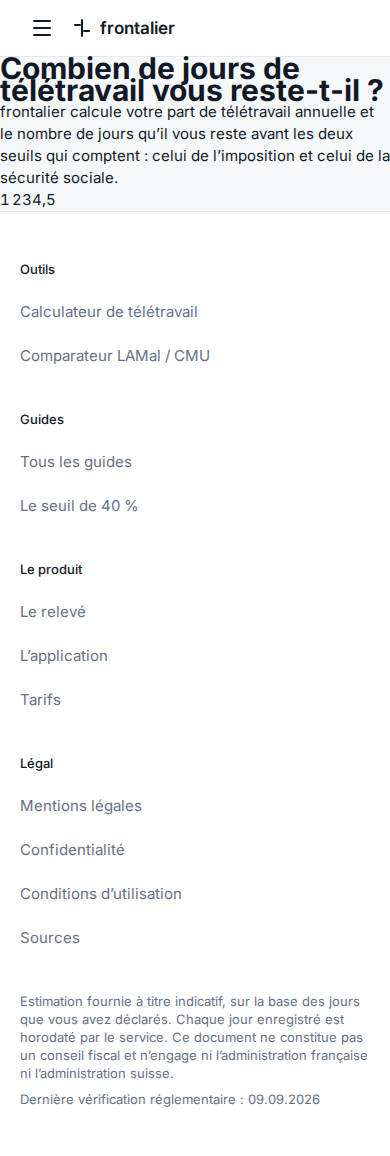 frontalier
Combien de jours de
télétravail vous reste-t-il ?
frontalier calcule votre part de télétravail annuelle et
le nombre de jours qu’il vous reste avant les deux
seuils qui comptent : celui de l’imposition et celui de la
sécurité sociale.
1 234,5
Outils
Calculateur de télétravail
Comparateur LAMal / CMU
Guides
Tous les guides
Le seuil de 40 %
Le produit
Le relevé
L’application
Tarifs
Légal
Mentions légales
Confidentialité
Conditions d’utilisation
Sources
Estimation fournie à titre indicatif, sur la base des jours
que vous avez déclarés. Chaque jour enregistré est
horodaté par le service. Ce document ne constitue pas
un conseil fiscal et n’engage ni l’administration française
ni l’administration suisse.
Dernière vérification réglementaire : 09.09.2026